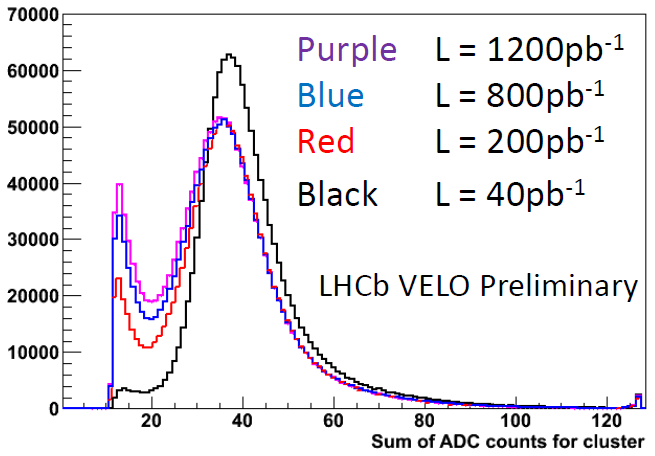 70000
60000
50000
40000
30000
20000
10000
0
Purple L = 1200pb⁻¹
Blue L = 800pb⁻¹
Red L = 200pb⁻¹
Black L = 40pb⁻¹
LHCb VELO Preliminary
20 40 60 80 100 120
Sum of ADC counts for cluster